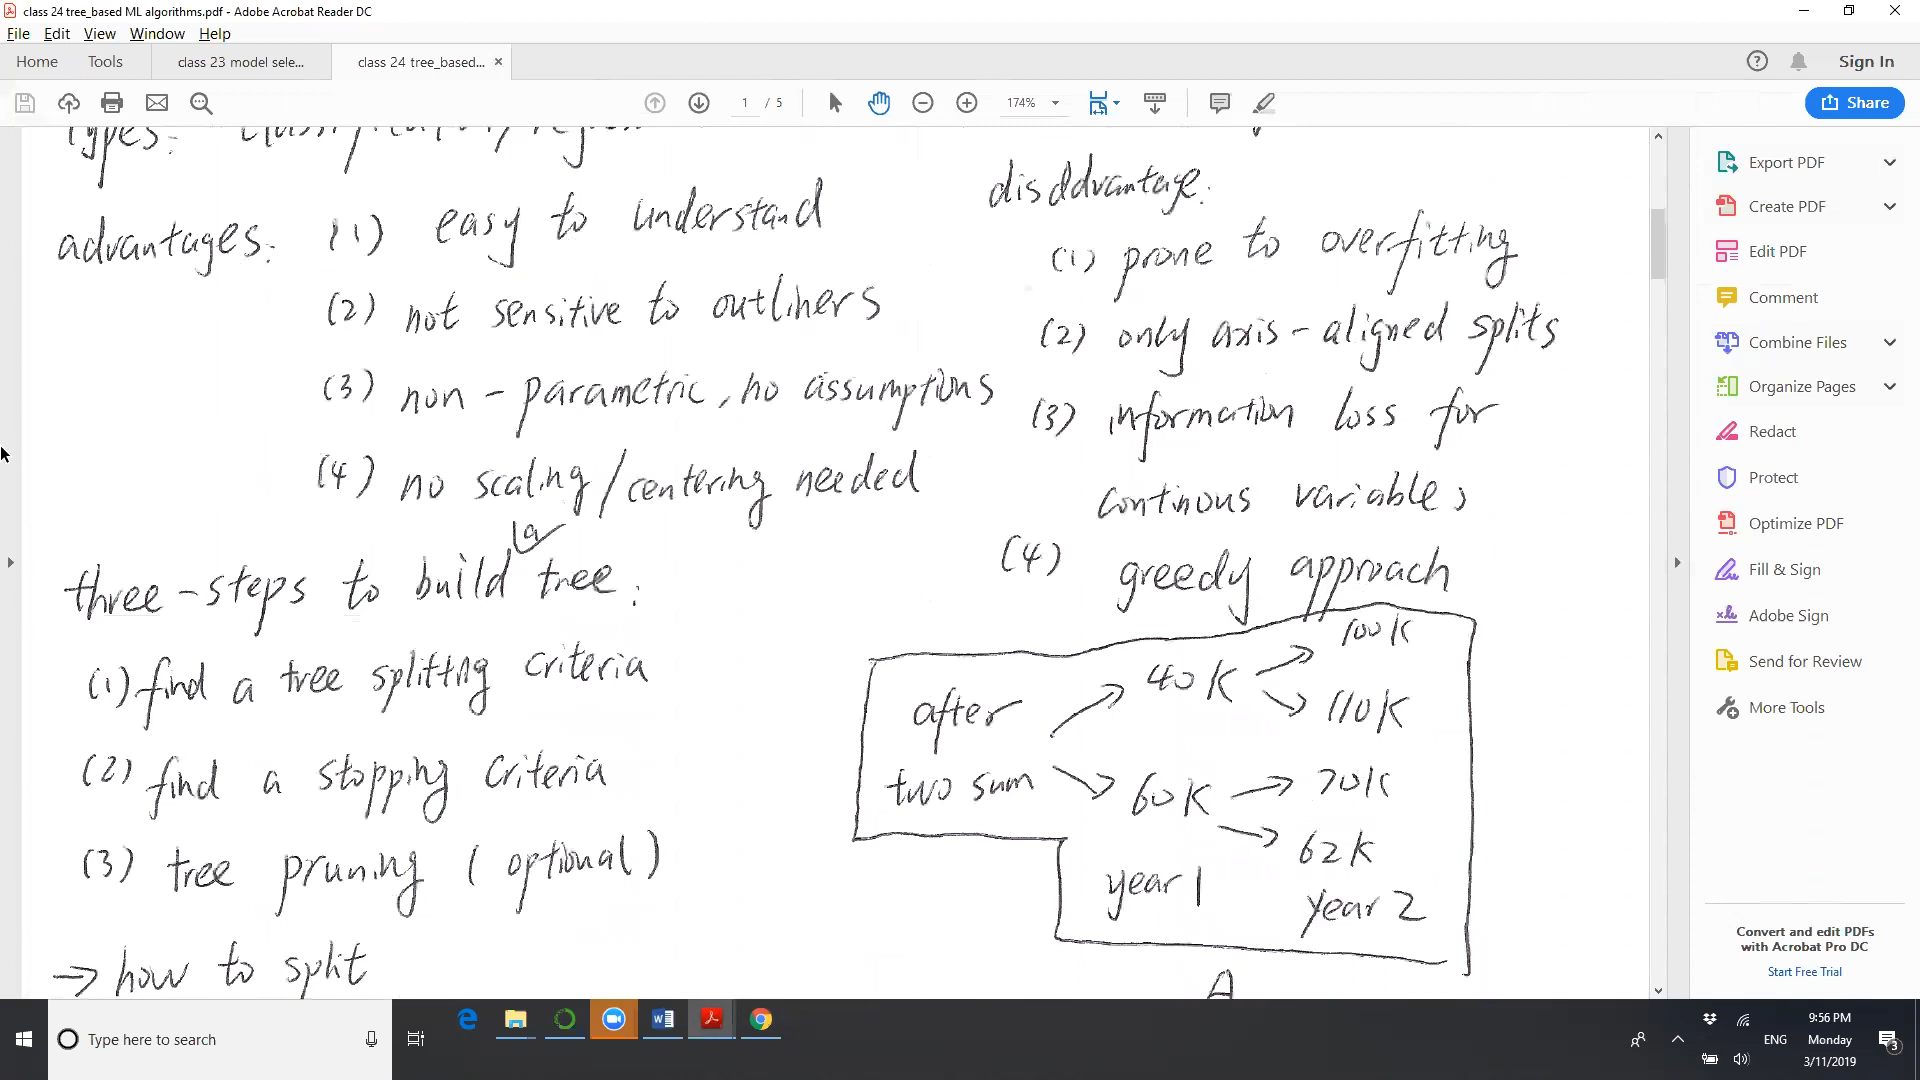 class 24 tree_based ML algorithms.pdf - Adobe Acrobat Reader DC
File Edit View Window Help
Home Tools class 23 model sele... class 24 tree_based... ×
Sign In
1 / 5 174% Share
types: classification/
advantages: (1) easy to understand
(2) not sensitive to outliners
(3) non-parametric, no assumptions
(4) no scaling/centering needed
three-steps to build a tree:
(1) find a tree splitting criteria
(2) find a stopping criteria
(3) tree pruning (optional)
→ how to split
disddvantage:
(1) prone to overfitting
(2) only axis-aligned splits
(3) information loss for
continous variables
(4) greedy approach
100K
40K
after
110K
two sum
60K
70K
62K
year 1
year 2
A
Export PDF
Create PDF
Edit PDF
Comment
Combine Files
Organize Pages
Redact
Protect
Optimize PDF
Fill & Sign
Adobe Sign
Send for Review
More Tools
Convert and edit PDFs
with Acrobat Pro DC
Start Free Trial
Type here to search
ENG
9:56 PM
Monday
3/11/2019
3